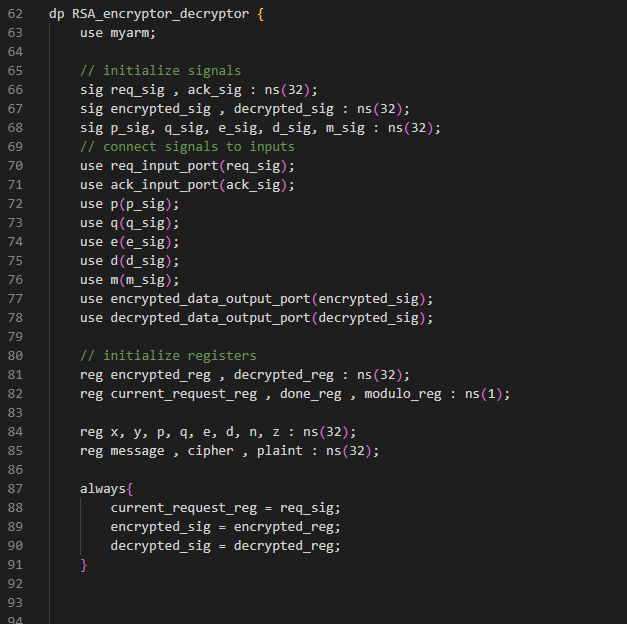 62 dp RSA_encryptor_decryptor {
63 use myarm;
64
65 // initialize signals
66 sig req_sig , ack_sig : ns(32);
67 sig encrypted_sig , decrypted_sig : ns(32);
68 sig p_sig, q_sig, e_sig, d_sig, m_sig : ns(32);
69 // connect signals to inputs
70 use req_input_port(req_sig);
71 use ack_input_port(ack_sig);
72 use p(p_sig);
73 use q(q_sig);
74 use e(e_sig);
75 use d(d_sig);
76 use m(m_sig);
77 use encrypted_data_output_port(encrypted_sig);
78 use decrypted_data_output_port(decrypted_sig);
79
80 // initialize registers
81 reg encrypted_reg , decrypted_reg : ns(32);
82 reg current_request_reg , done_reg , modulo_reg : ns(1);
83
84 reg x, y, p, q, e, d, n, z : ns(32);
85 reg message , cipher , plaint : ns(32);
86
87 always{
88 current_request_reg = req_sig;
89 encrypted_sig = encrypted_reg;
90 decrypted_sig = decrypted_reg;
91 }
92
93
94